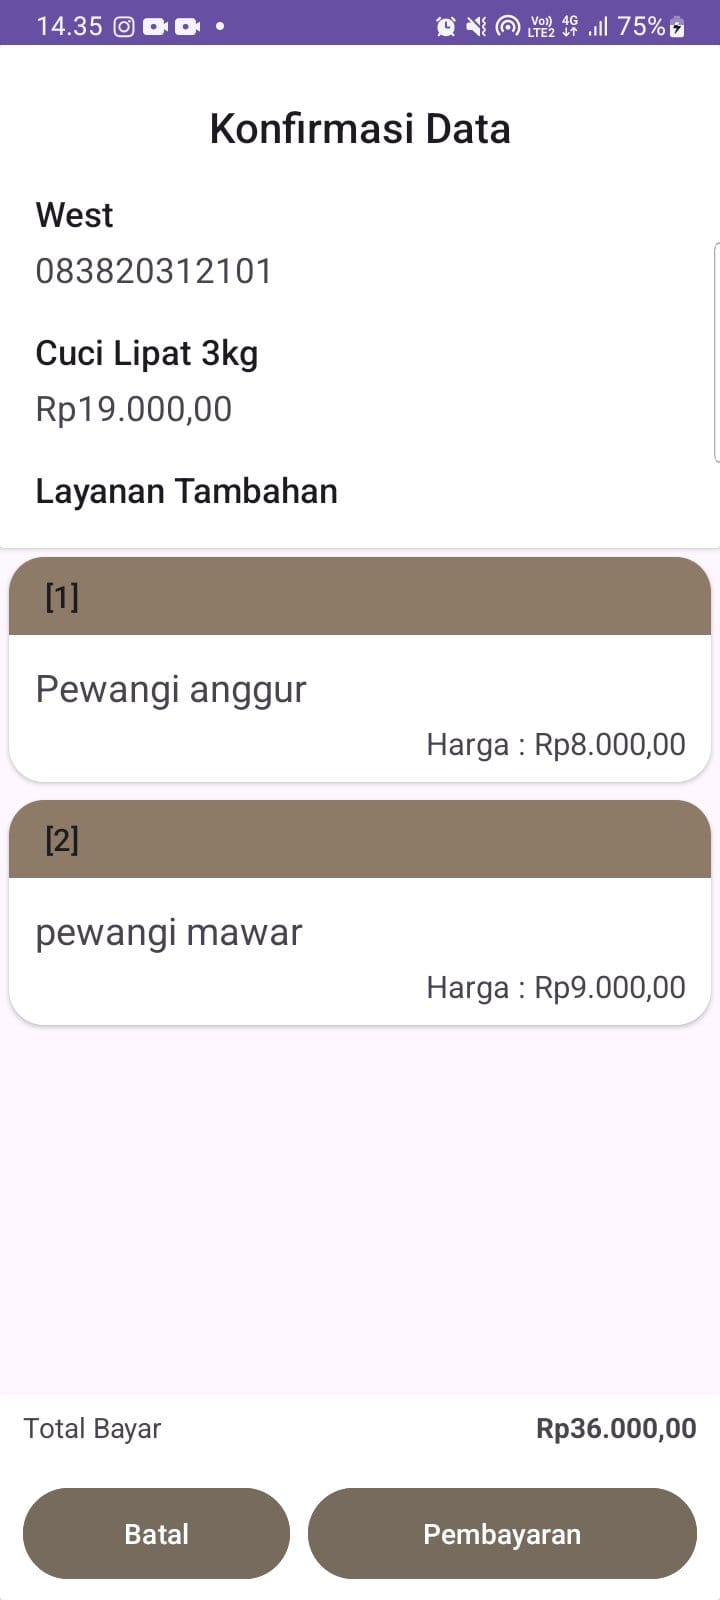 14.35
Vo)) LTE2 4G 75%
Konfirmasi Data
West
083820312101
Cuci Lipat 3kg
Rp19.000,00
Layanan Tambahan
[1]
Pewangi anggur
Harga : Rp8.000,00
[2]
pewangi mawar
Harga : Rp9.000,00
Total Bayar Rp36.000,00
Batal Pembayaran